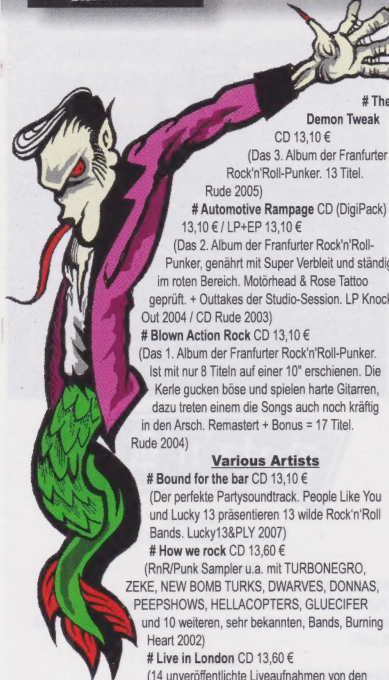 # The
Demon Tweak
CD 13,10 €
(Das 3. Album der Franfurter
Rock'n'Roll-Punker. 13 Titel.
Rude 2005)
# Automotive Rampage CD (DigiPack)
13,10 € / LP+EP 13,10 €
(Das 2. Album der Franfurter Rock'n'Roll-
Punker, genährt mit Super Verbleit und ständig
im roten Bereich. Motörhead & Rose Tattoo
geprüft. + Outtakes der Studio-Session. LP Knock
Out 2004 / CD Rude 2003)
# Blown Action Rock CD 13,10 €
(Das 1. Album der Franfurter Rock'n'Roll-Punker.
Ist mit nur 8 Titeln auf einer 10" erschienen. Die
Kerle gucken böse und spielen harte Gitarren,
dazu treten einem die Songs auch noch kräftig
in den Arsch. Remastert + Bonus = 17 Titel.
Rude 2004)
Various Artists
# Bound for the bar CD 13,10 €
(Der perfekte Partysoundtrack. People Like You
und Lucky 13 präsentieren 13 wilde Rock'n'Roll
Bands. Lucky13&PLY 2007)
# How we rock CD 13,60 €
(RnR/Punk Sampler u.a. mit TURBONEGRO,
ZEKE, NEW BOMB TURKS, DWARVES, DONNAS,
PEEPSHOWS, HELLACOPTERS, GLUECIFER
und 10 weiteren, sehr bekannten, Bands, Burning
Heart 2002)
# Live in London CD 13,60 €
(14 unveröffentlichte Liveaufnahmen von den